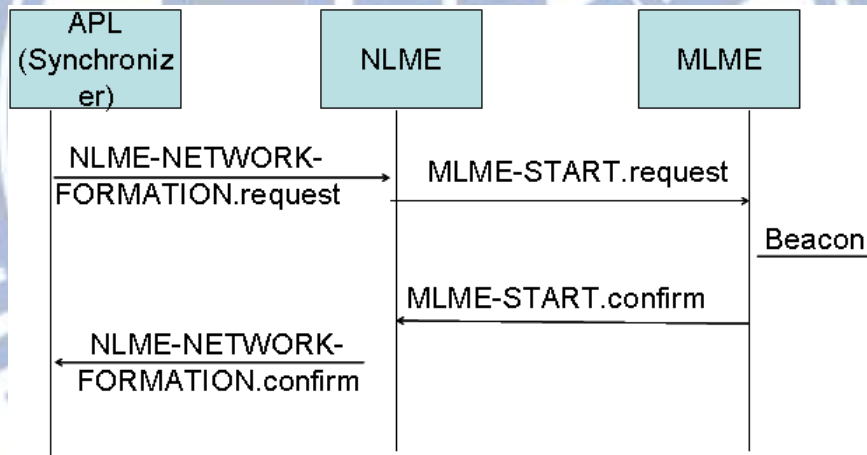 APL
(Synchroniz
er)
NLME
MLME
NLME-NETWORK-
FORMATION.request
MLME-START.request
Beacon
MLME-START.confirm
NLME-NETWORK-
FORMATION.confirm